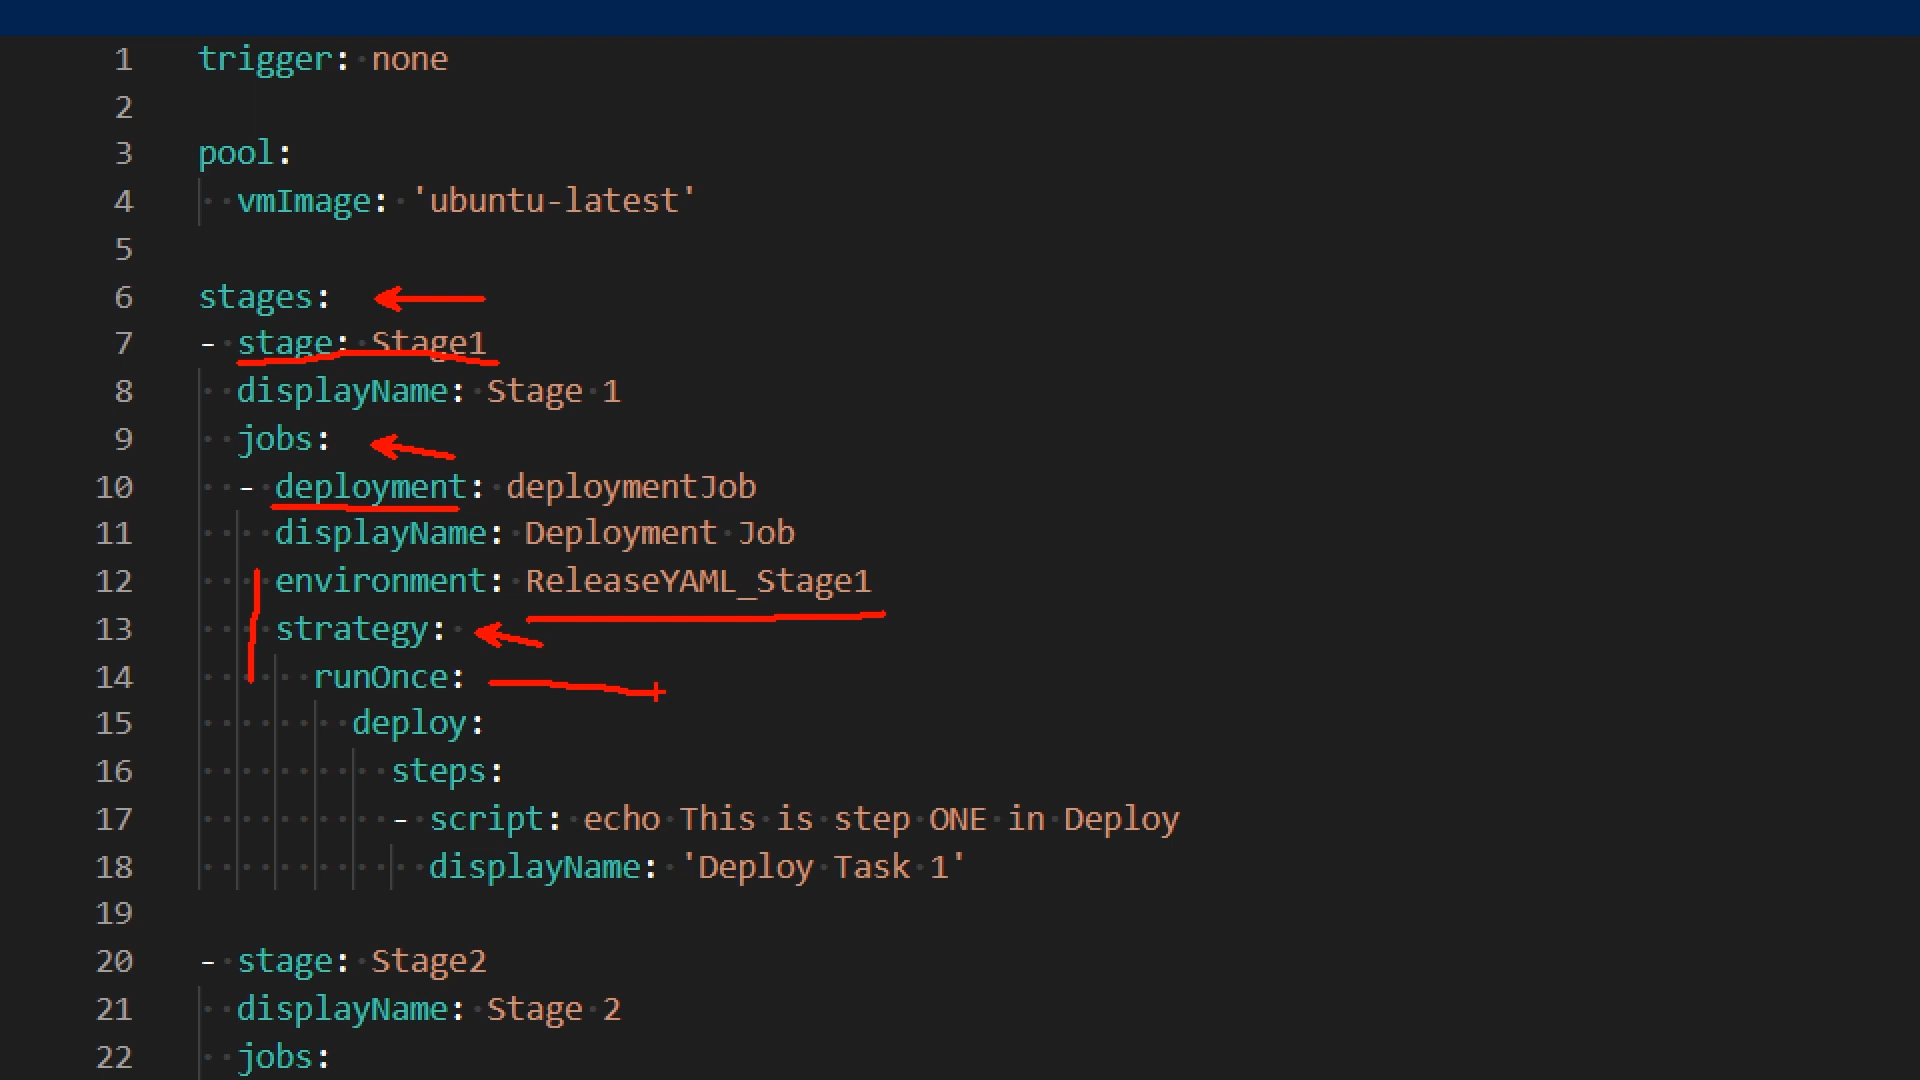 1 trigger: none
2
3 pool:
4 vmImage: 'ubuntu-latest'
5
6 stages:
7 - stage: Stage1
8 displayName: Stage 1
9 jobs:
10 - deployment: deploymentJob
11 displayName: Deployment Job
12 environment: ReleaseYAML_Stage1
13 strategy:
14 runOnce:
15 deploy:
16 steps:
17 - script: echo This is step ONE in Deploy
18 displayName: 'Deploy Task 1'
19
20 - stage: Stage2
21 displayName: Stage 2
22 jobs: